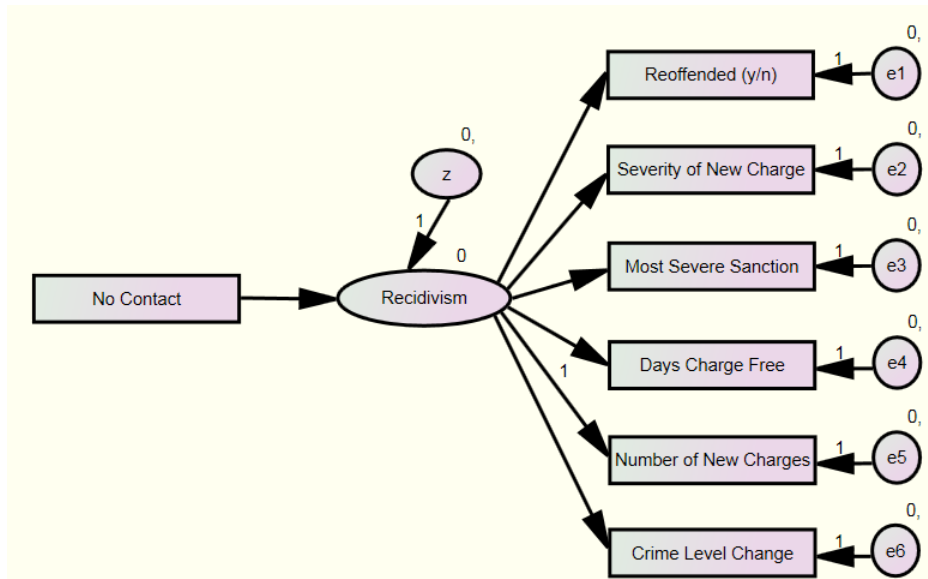 0,
1
Reoffended (y/n)
e1
0,
1
Severity of New Charge
e2
0,
z
1
0
0,
1
Most Severe Sanction
e3
No Contact
Recidivism
0,
1
Days Charge Free
e4
1
0,
1
Number of New Charges
e5
0,
1
Crime Level Change
e6